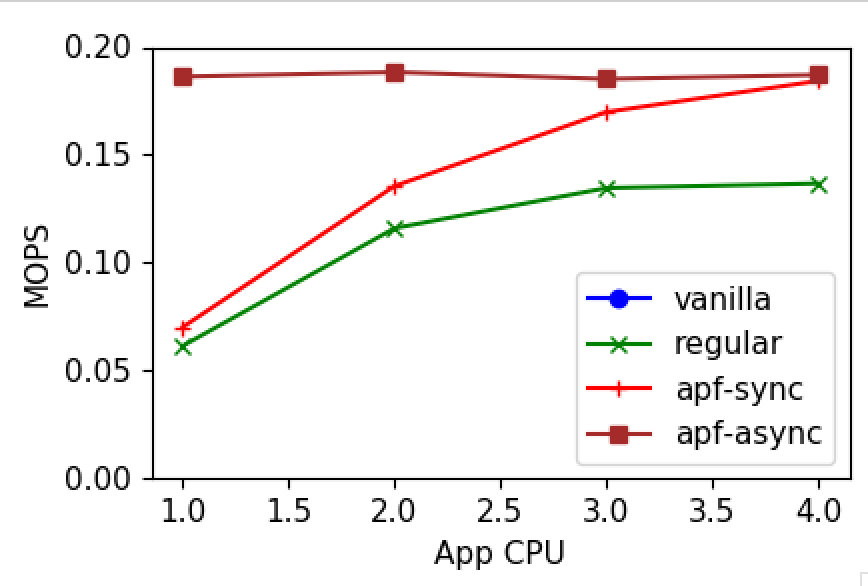 0.20
0.15
0.10
0.05
0.00
MOPS
1.0 1.5 2.0 2.5 3.0 3.5 4.0
App CPU
vanilla
regular
apf-sync
apf-async